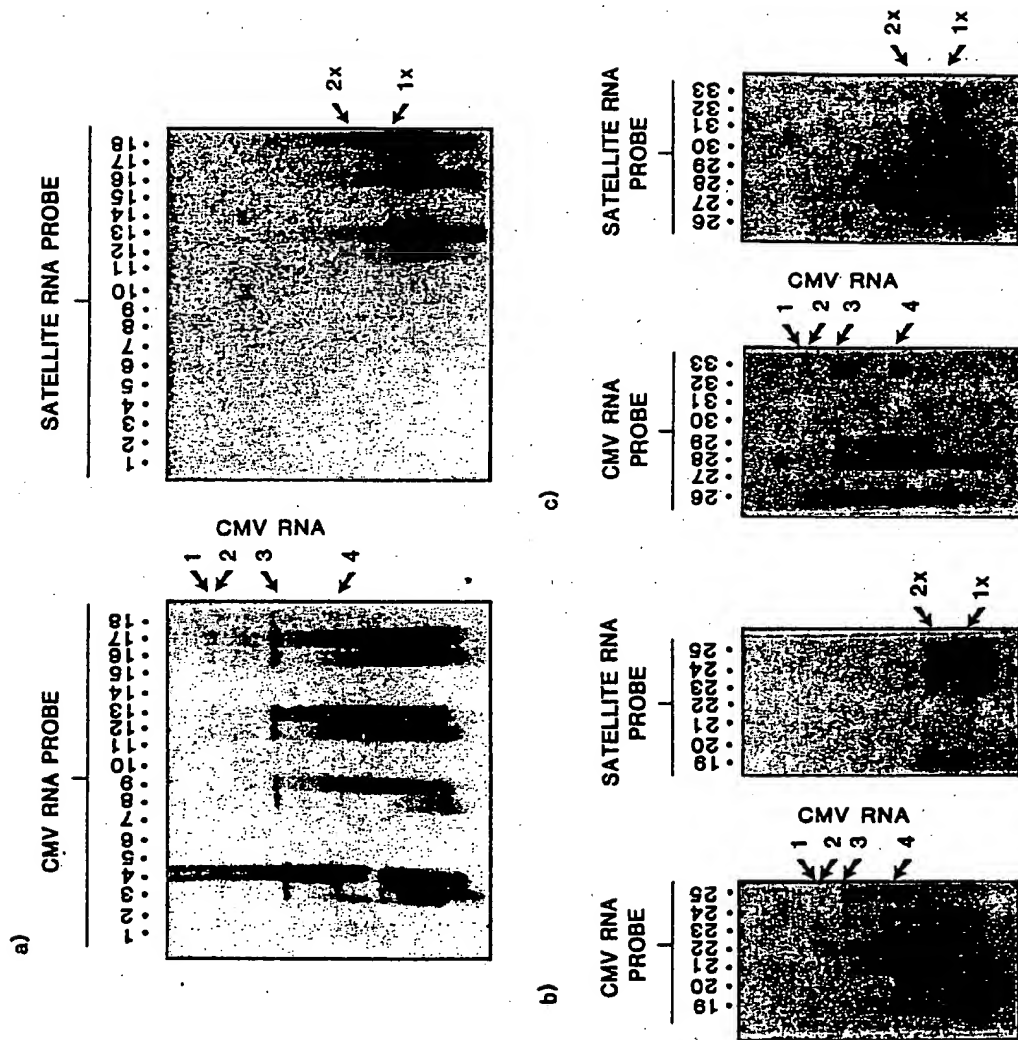 a)
CMV RNA PROBE
1 2 3 4 5 6 7 8 9 10 11 12 13 14 15 16 17 18
CMV RNA
1
2
3
4
SATELLITE RNA PROBE
1 2 3 4 5 6 7 8 9 10 11 12 13 14 15 16 17 18
2x
1x
b)
CMV RNA
PROBE
19 20 21 22 23 24 25
CMV RNA
1
2
3
4
SATELLITE RNA
PROBE
19 20 21 22 23 24 25
2x
1x
c)
CMV RNA
PROBE
26 27 28 29 30 31 32 33
CMV RNA
1
2
3
4
SATELLITE RNA
PROBE
26 27 28 29 30 31 32 33
2x
1x